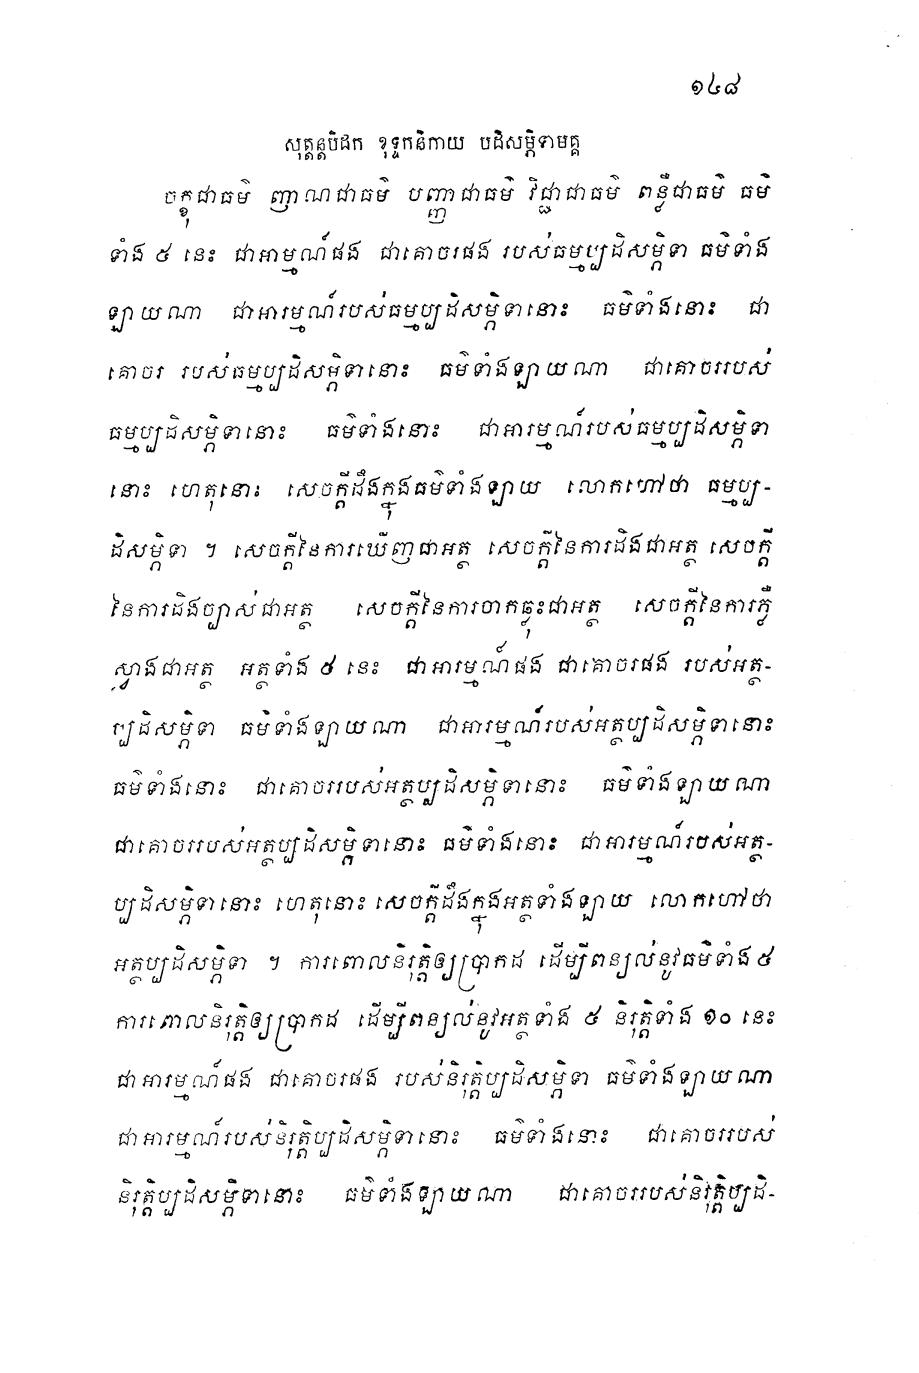 ១៤៨
សុត្តន្តបិដក ខុទ្ទកនិកាយ បដិសម្ភិទាមគ្គ
ចក្ខុជាធម៌ ញាណជាធម៌ បញ្ញាជាធម៌ វិជ្ជាជាធម៌ ពន្លឺជាធម៌ ធម៌
ទាំង ៥ នេះ ជាអារម្មណ៍ផង ជាគោចរផង របស់ធម្មប្បដិសម្ភិទា ធម៌ទាំង
ឡាយណា ជាអារម្មណ៍របស់ធម្មប្បដិសម្ភិទានោះ ធម៌ទាំងនោះ ជា
គោចរ របស់ធម្មប្បដិសម្ភិទានោះ ធម៌ទាំងឡាយណា ជាគោចររបស់
ធម្មប្បដិសម្ភិទានោះ ធម៌ទាំងនោះ ជាអារម្មណ៍របស់ធម្មប្បដិសម្ភិទា
នោះ ហេតុនោះ សេចក្តីដឹងក្នុងធម៌ទាំងឡាយ លោកហៅថា ធម្មប្ប-
ដិសម្ភិទា ។ សេចក្តីនៃការឃើញជាអត្ថ សេចក្តីនៃការដឹងជាអត្ថ សេចក្តី
នៃការដឹងច្បាស់ជាអត្ថ សេចក្តីនៃការចាក់ធ្លុះជាអត្ថ សេចក្តីនៃការភ្លឺ
ស្វាងជាអត្ថ អត្ថទាំង ៥ នេះ ជាអារម្មណ៍ផង ជាគោចរផង របស់អត្ថ-
ប្បដិសម្ភិទា ធម៌ទាំងឡាយណា ជាអារម្មណ៍របស់អត្ថប្បដិសម្ភិទានោះ
ធម៌ទាំងនោះ ជាគោចររបស់អត្ថប្បដិសម្ភិទានោះ ធម៌ទាំងឡាយណា
ជាគោចររបស់អត្ថប្បដិសម្ភិទានោះ ធម៌ទាំងនោះ ជាអារម្មណ៍របស់អត្ថ-
ប្បដិសម្ភិទានោះ ហេតុនោះ សេចក្តីដឹងក្នុងអត្ថទាំងឡាយ លោកហៅថា
អត្ថប្បដិសម្ភិទា ។ ការពោលនិរុត្តិឲ្យប្រាកដ ដើម្បីពន្យល់នូវធម៌ទាំង ៥
ការពោលនិរុត្តិឲ្យប្រាកដ ដើម្បីពន្យល់នូវអត្ថទាំង ៥ និរុត្តិទាំង ១០ នេះ
ជាអារម្មណ៍ផង ជាគោចរផង របស់និរុត្តិប្បដិសម្ភិទា ធម៌ទាំងឡាយណា
ជាអារម្មណ៍របស់និរុត្តិប្បដិសម្ភិទានោះ ធម៌ទាំងនោះ ជាគោចររបស់
និរុត្តិប្បដិសម្ភិទានោះ ធម៌ទាំងឡាយណា ជាគោចររបស់និរុត្តិប្បដិ-